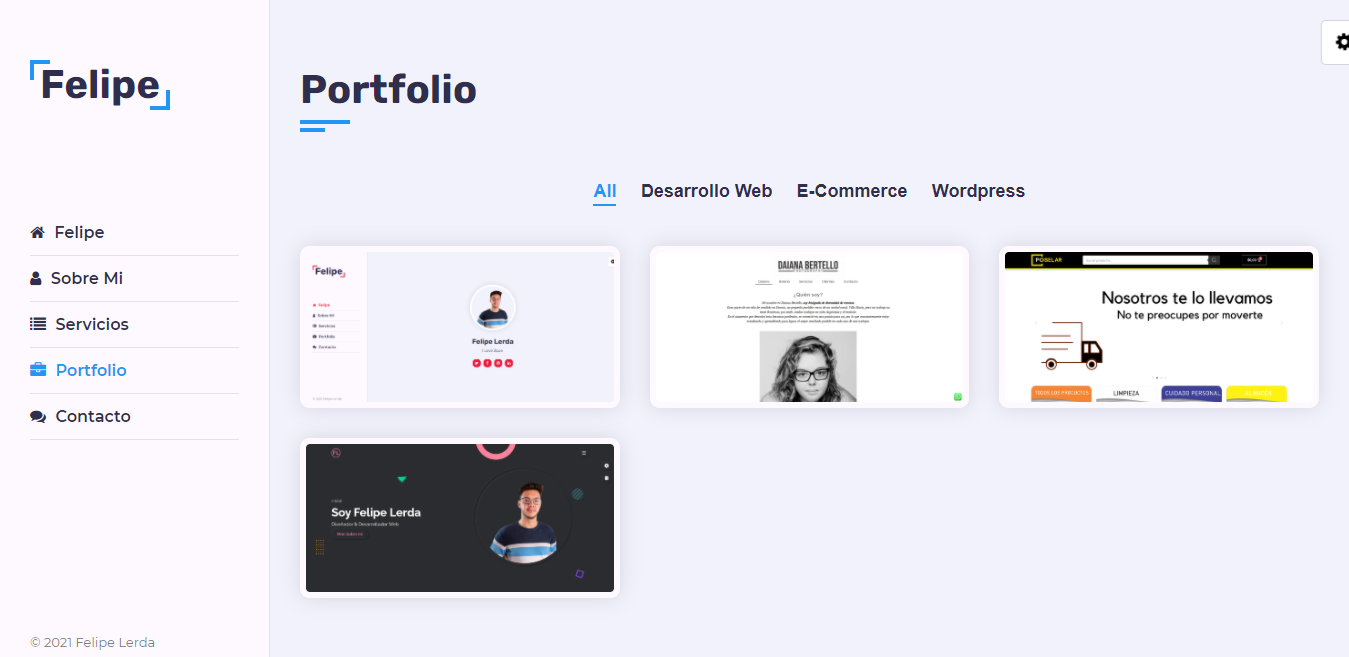 Felipe
Portfolio
All Desarrollo Web E-Commerce Wordpress
Felipe
Sobre Mi
Servicios
Portfolio
Contacto
© 2021 Felipe Lerda
Felipe
Felipe
Sobre Mi
Servicios
Portfolio
Contacto
Felipe Lerda
DAIANA BERTELLO
¿Quién soy?
Nosotros te lo llevamos
No te preocupes por moverte
TODOS LOS PRODUCTOS
LIMPIEZA
CUIDADO PERSONAL
Soy Felipe Lerda
Diseñador & Desarrollador Web